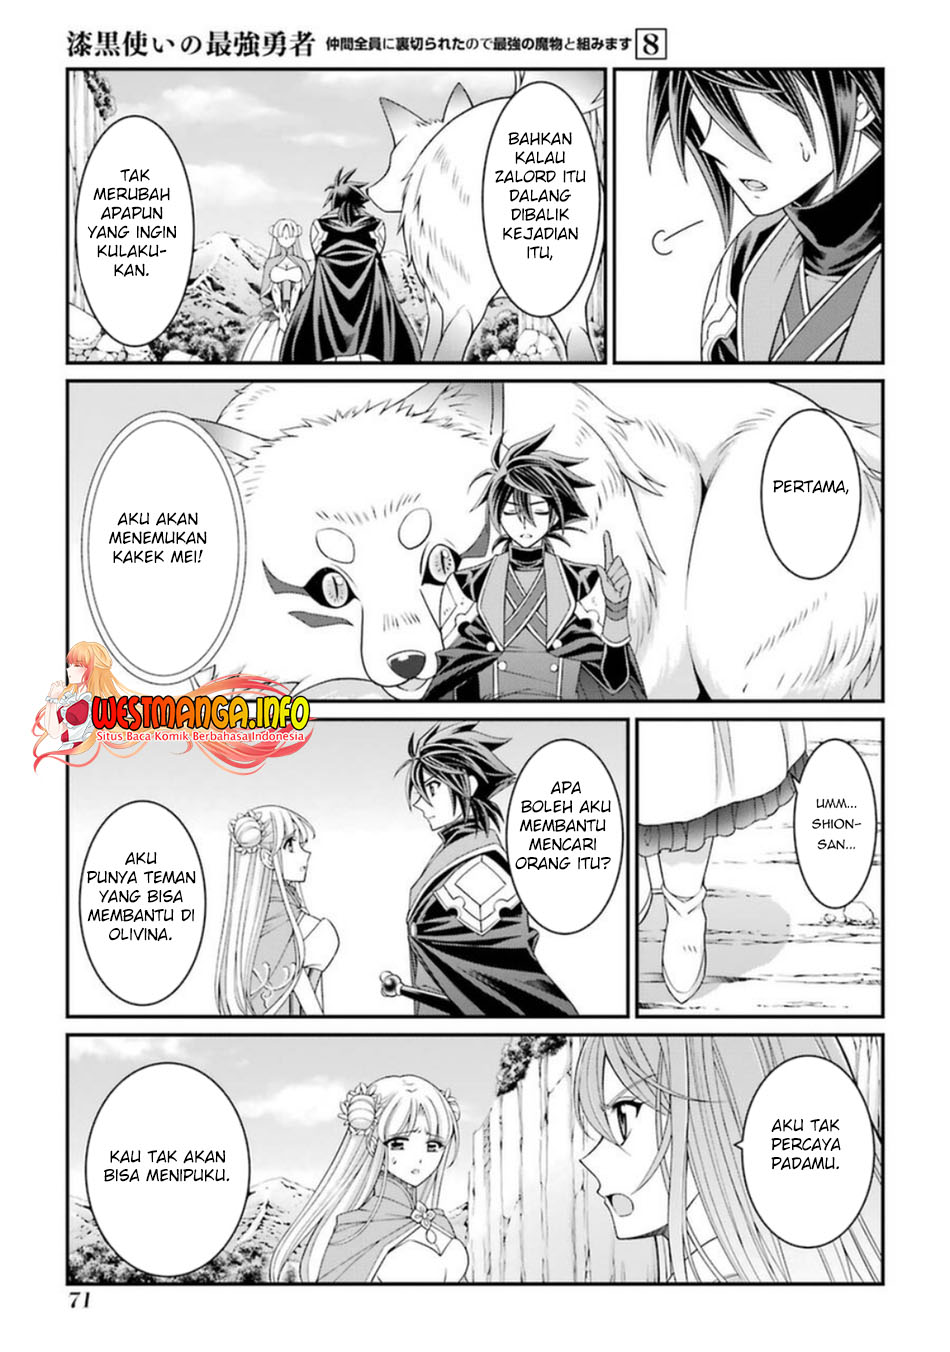 漆黒使いの最強勇者 仲間全員に裏切られたので最強の魔物と組みます 8
BAHKAN
KALAU
ZALORD ITU
DALANG
DIBALIK
KEJADIAN
ITU,
TAK
MERUBAH
APAPUN
YANG INGIN
KULAKU-
KAN.
PERTAMA,
AKU AKAN
MENEMUKAN
KAKEK MEI!
WESTMANGA.INFO
Situs Baca Komik Berbahasa Indonesia
UMM...
SHION-
SAN...
APA
BOLEH AKU
MEMBANTU
MENCARI
ORANG ITU?
AKU
PUNYA TEMAN
YANG BISA
MEMBANTU DI
OLIVINA.
AKU TAK
PERCAYA
PADAMU.
KAU TAK AKAN
BISA MENIPUKU.
71